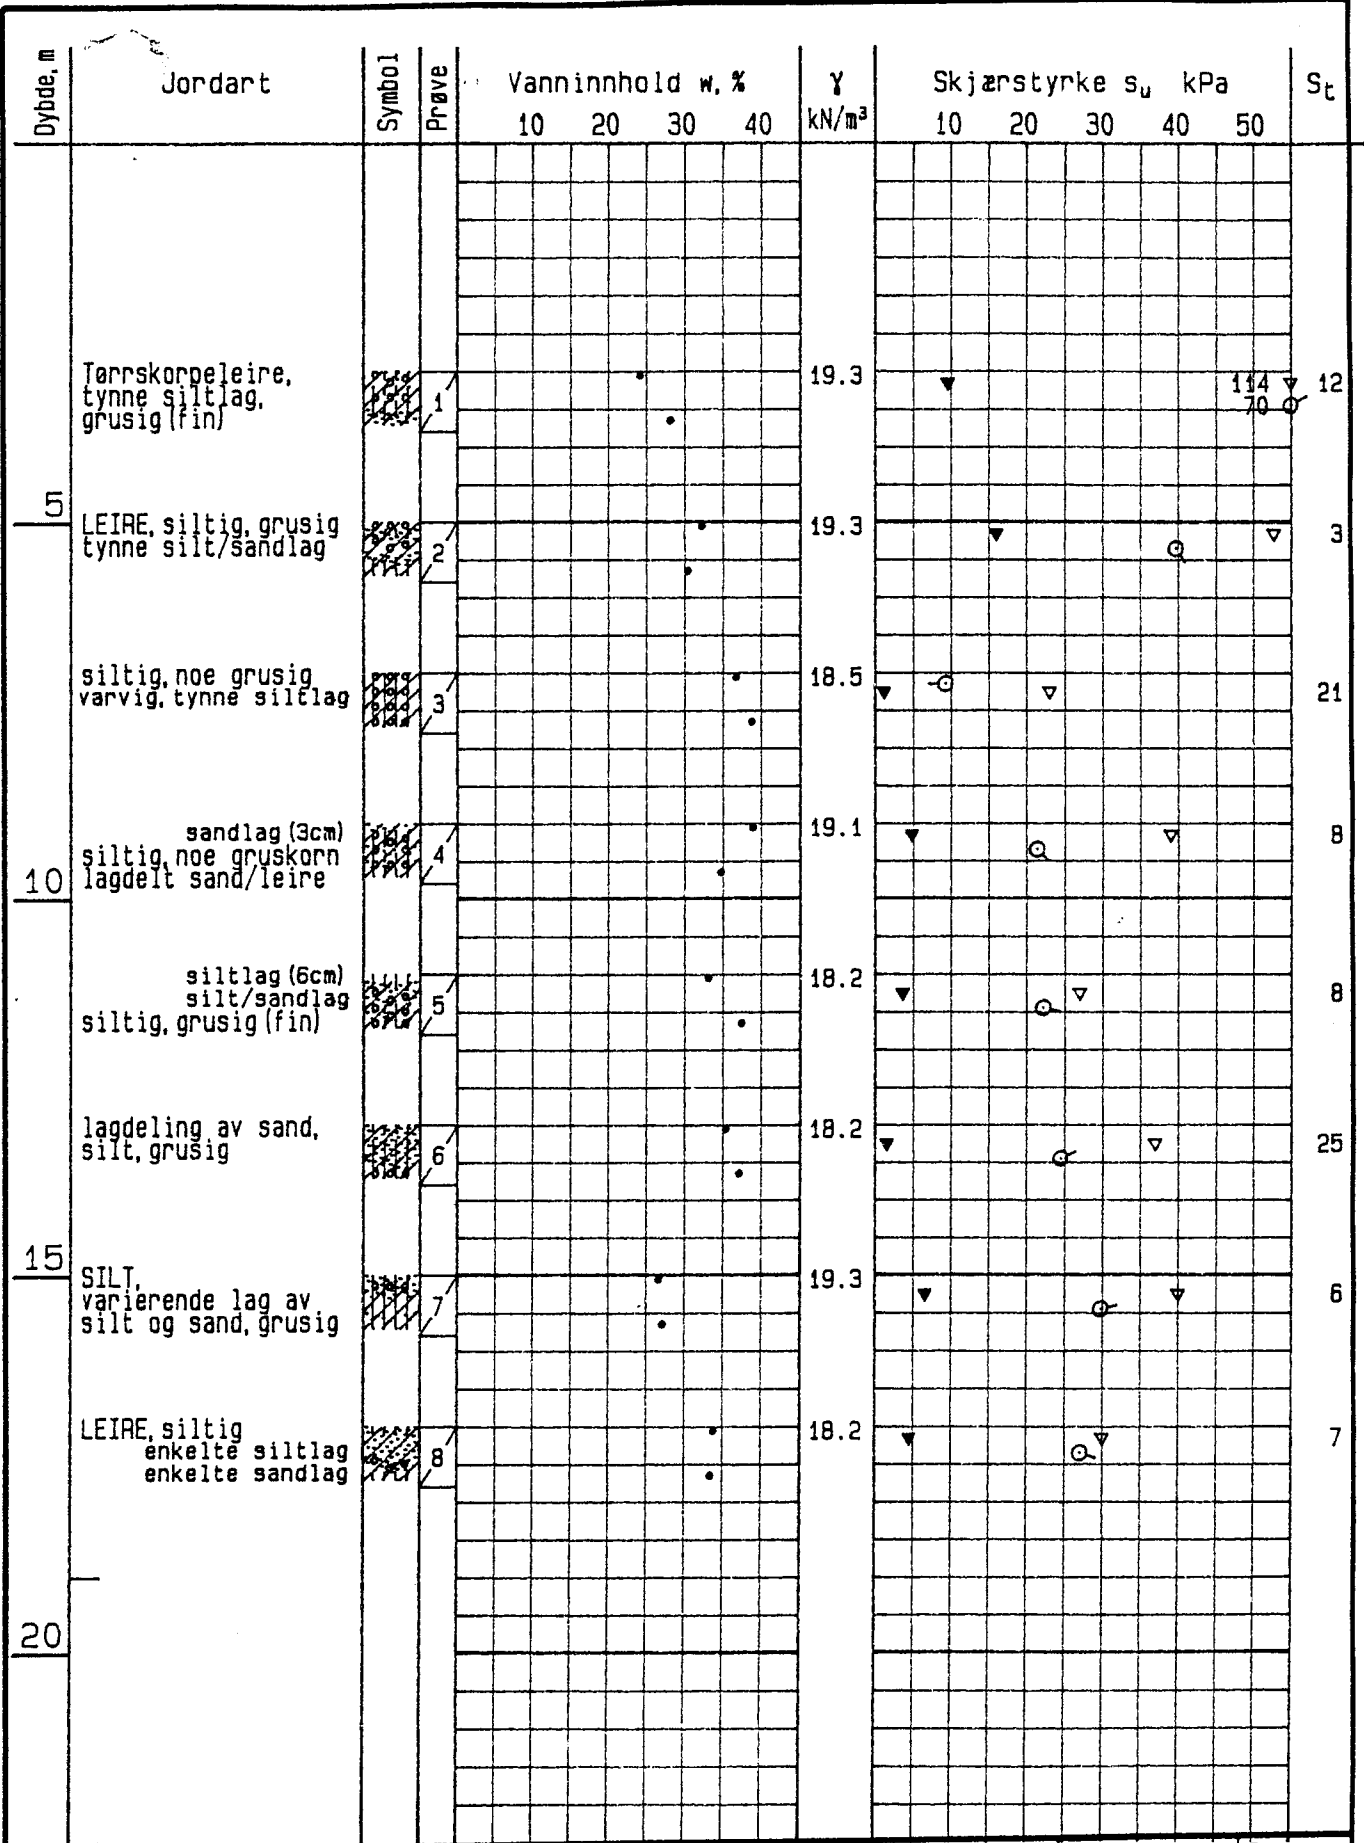 Dybde, m
Jordart
Symbol
Prøve
Vanninnhold w, %
10 20 30 40
γ
kN/m³
Skjærstyrke su kPa
10 20 30 40 50
St
Tørrskorpeleire,
tynne siltlag,
grusig (fin)
1
19.3
114
70
12
5
LEIRE, siltig, grusig
tynne silt/sandlag
2
19.3
3
siltig, noe grusig
varvig, tynne siltlag
3
18.5
21
sandlag (3cm)
siltig, noe gruskorn
lagdelt sand/leire
4
19.1
8
10
siltlag (6cm)
silt/sandlag
siltig, grusig (fin)
5
18.2
8
lagdeling av sand,
silt, grusig
6
18.2
25
15
SILT,
varierende lag av
silt og sand, grusig
7
19.3
6
LEIRE, siltig
enkelte siltlag
enkelte sandlag
8
18.2
7
20